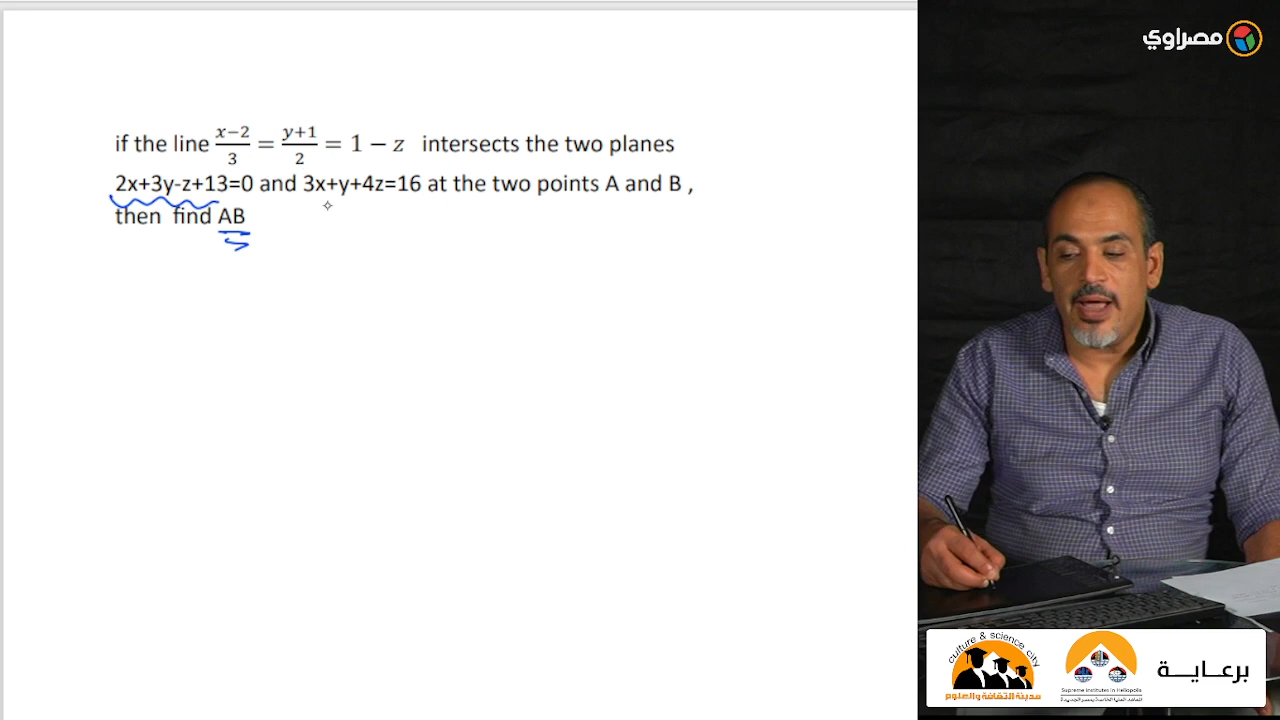 مصراوي
if the line (x−2)/3 = (y+1)/2 = 1 − z intersects the two planes
2x+3y-z+13=0 and 3x+y+4z=16 at the two points A and B ,
then find AB
culture & science city
مدينة الثقافة والعلوم
Supreme Institutes in Heliopolis
برعاية